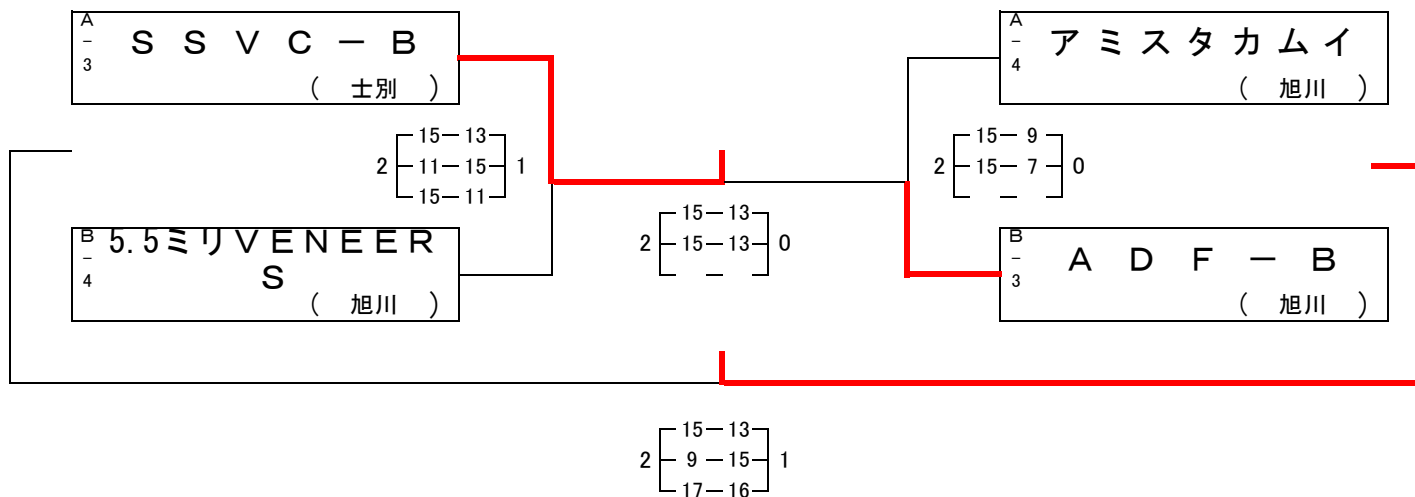 A-3
ＳＳＶＣ－Ｂ
( 士別 )
A-4
アミスタカムイ
( 旭川 )
15－13
2 11－15 1
15－11
15－9
2 15－7 0
－
15－13
2 15－13 0
－
B-4
5.5ミリＶＥＮＥＥＲ
Ｓ
( 旭川 )
B-3
ＡＤＦ－Ｂ
( 旭川 )
15－13
2 9－15 1
17－16